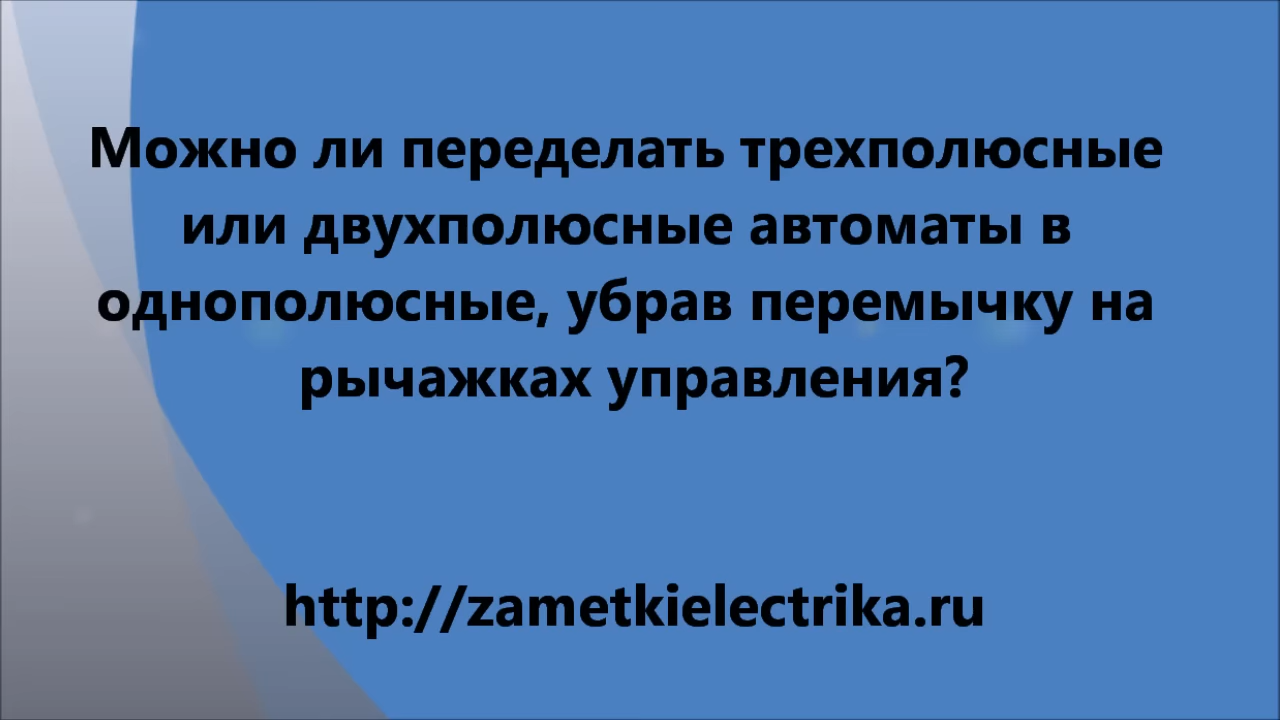 Можно ли переделать трехполюсные
или двухполюсные автоматы в
однополюсные, убрав перемычку на
рычажках управления?
http://zametkielectrika.ru